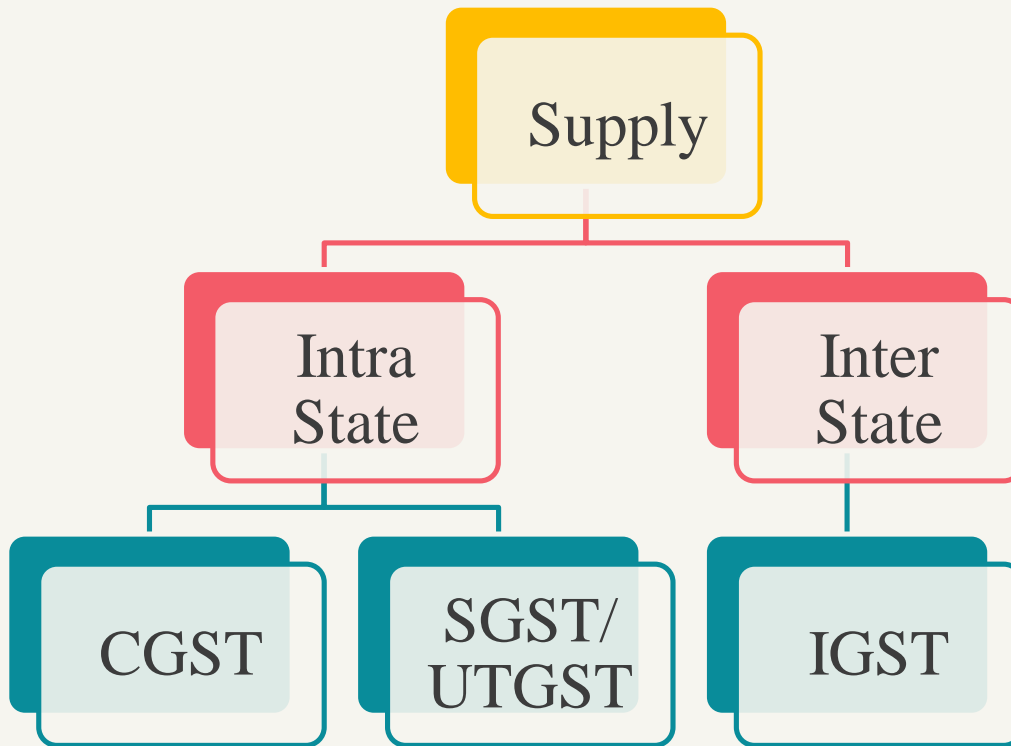 Supply
Intra
State
Inter
State
CGST
SGST/
UTGST
IGST